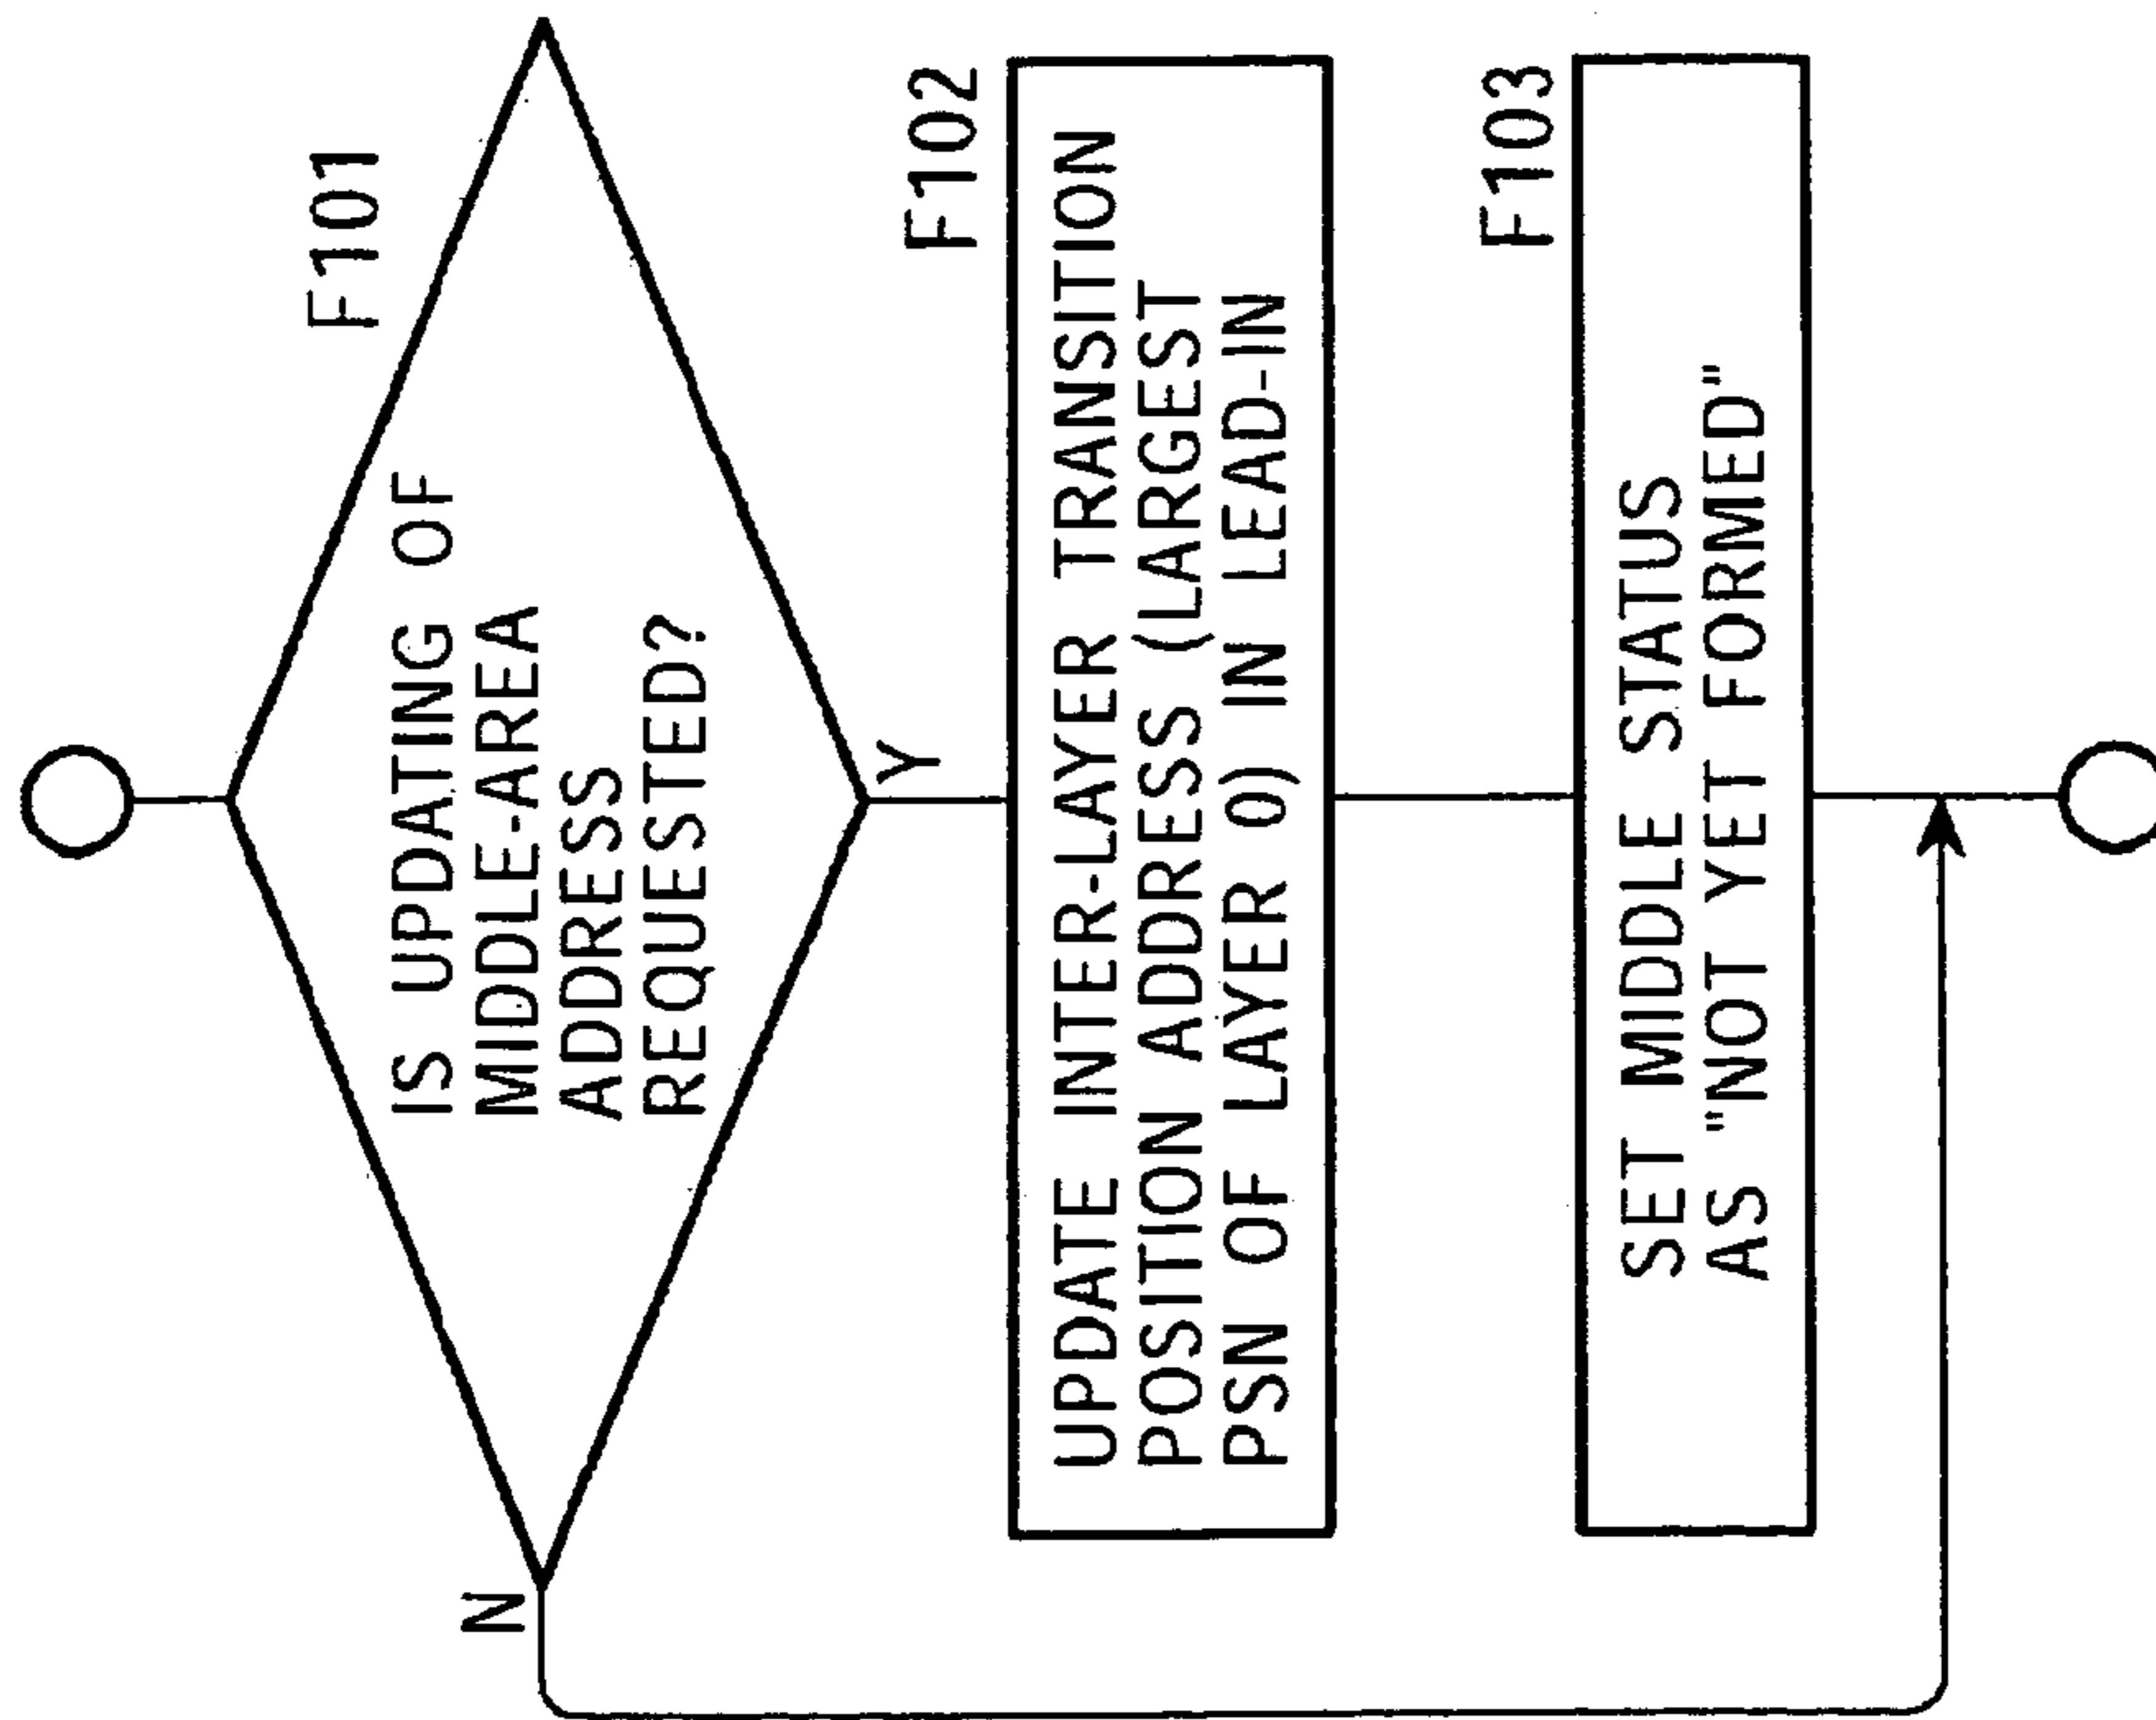 F101
IS UPDATING OF
MIDDLE-AREA
ADDRESS
REQUESTED?
N
Y
F102
UPDATE INTER-LAYER TRANSITION
POSITION ADDRESS (LARGEST
PSN OF LAYER 0) IN LEAD-IN
F103
SET MIDDLE STATUS
AS "NOT YET FORMED"